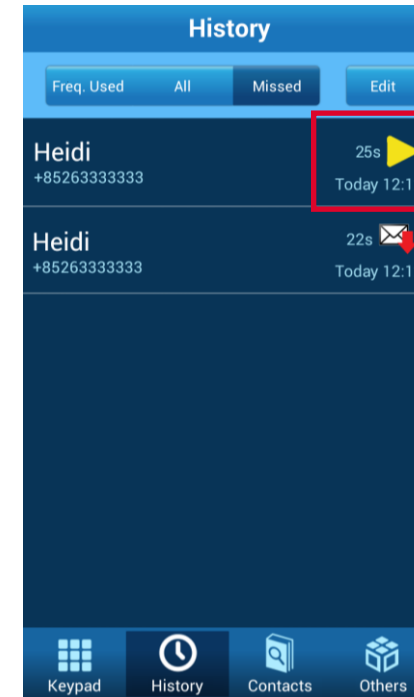 History
Freq. Used All Missed Edit
Heidi
25s
+85263333333
Today 12:1
Heidi
22s
+85263333333
Today 12:1
Keypad History Contacts Others